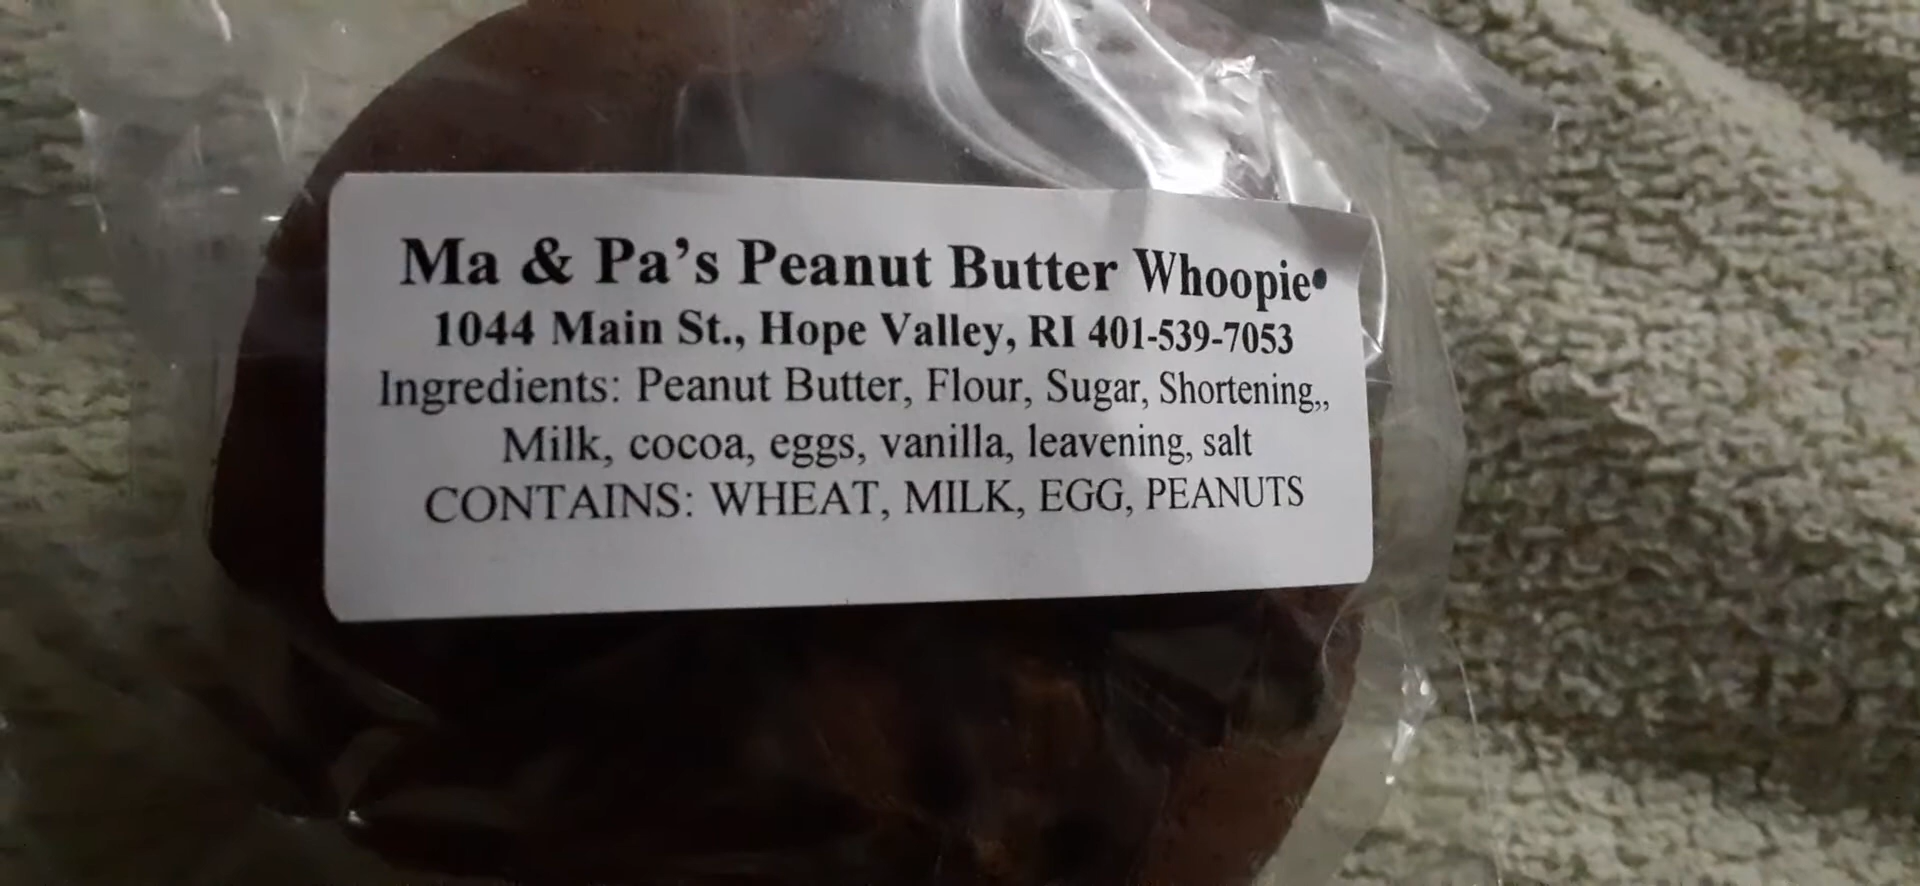 Ma & Pa's Peanut Butter Whoopie•
1044 Main St., Hope Valley, RI 401-539-7053
Ingredients: Peanut Butter, Flour, Sugar, Shortening,,
Milk, cocoa, eggs, vanilla, leavening, salt
CONTAINS: WHEAT, MILK, EGG, PEANUTS